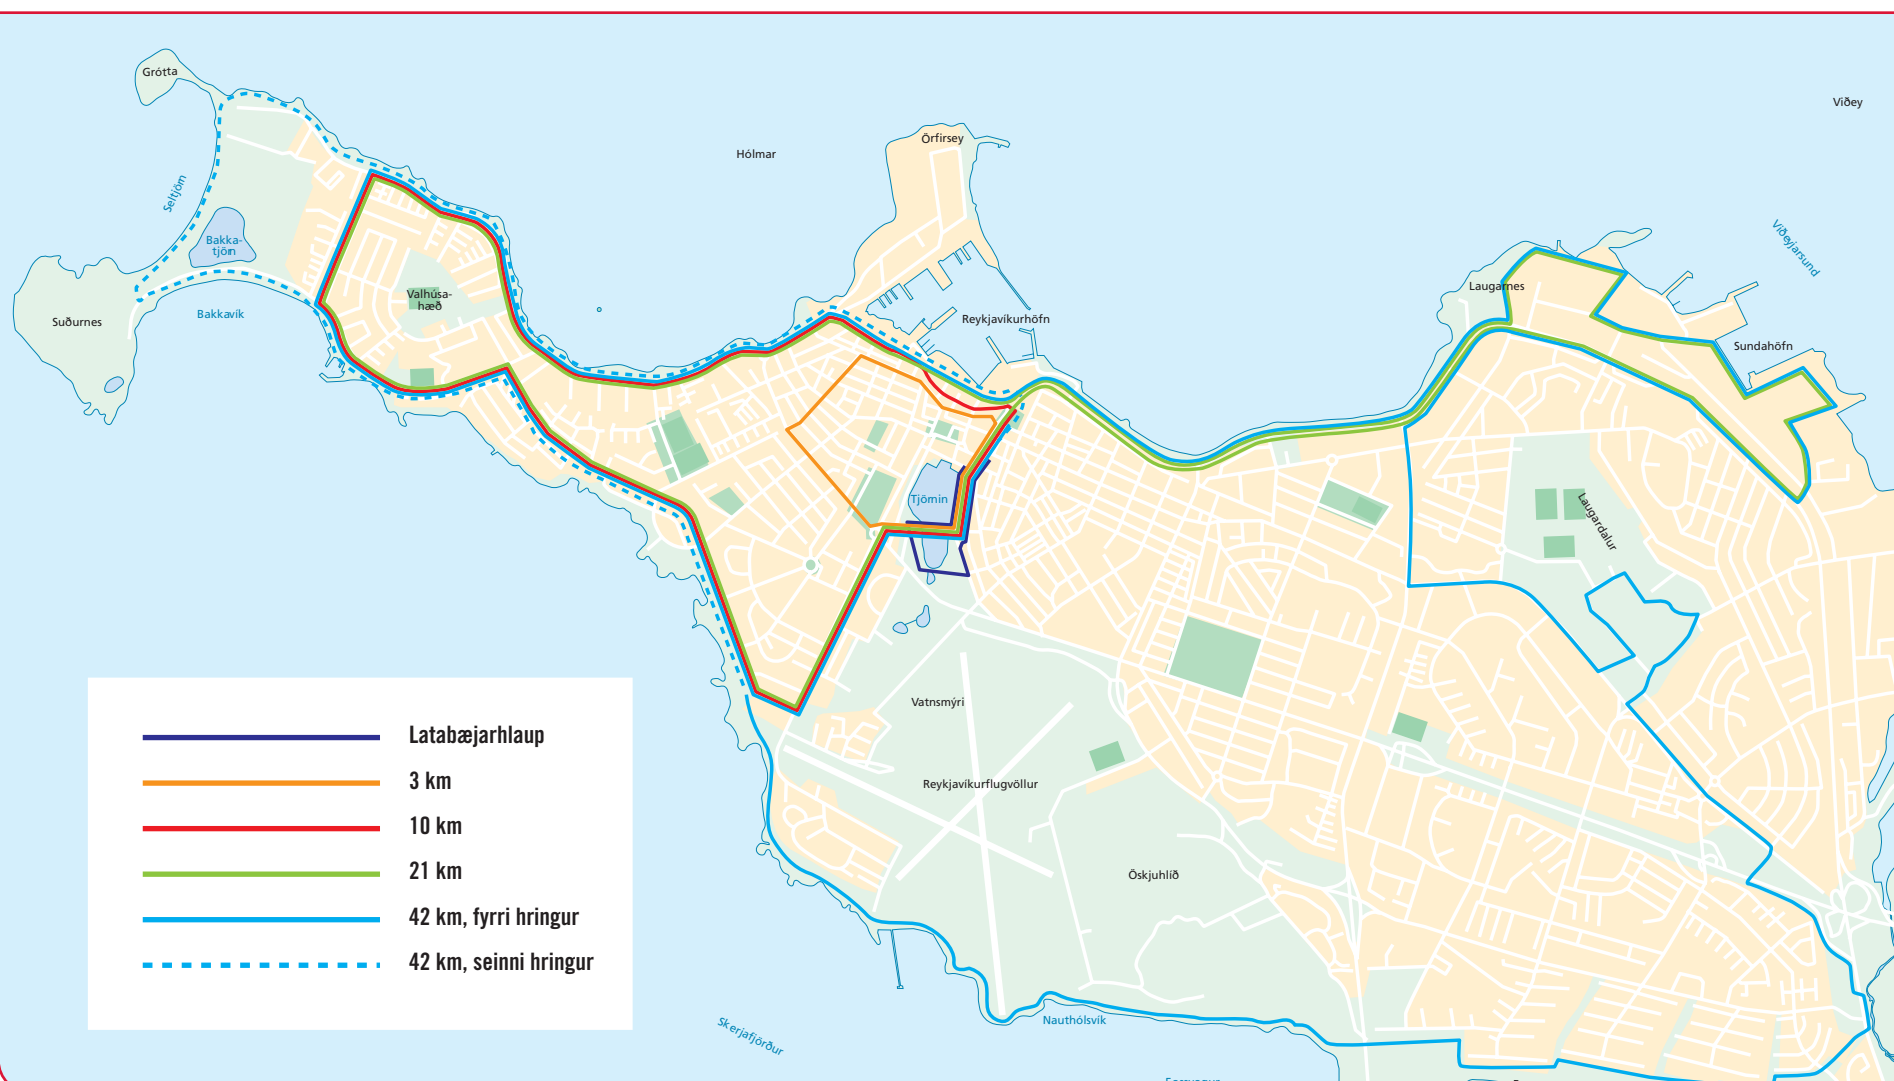 Grótta
Viðey
Örfirsey
Hólmar
Seltjörn
Bakka-
tjörn
Viðeyjarsund
Laugarnes
Valhúsa-
hæð
Bakkavík
Suðurnes
Reykjavíkurhöfn
Sundahöfn
Tjörnin
Laugardalur
Vatnsmýri
Reykjavíkurflugvöllur
Öskjuhlíð
Nauthólsvík
Skerjafjörður
Latabæjarhlaup
3 km
10 km
21 km
42 km, fyrri hringur
42 km, seinni hringur